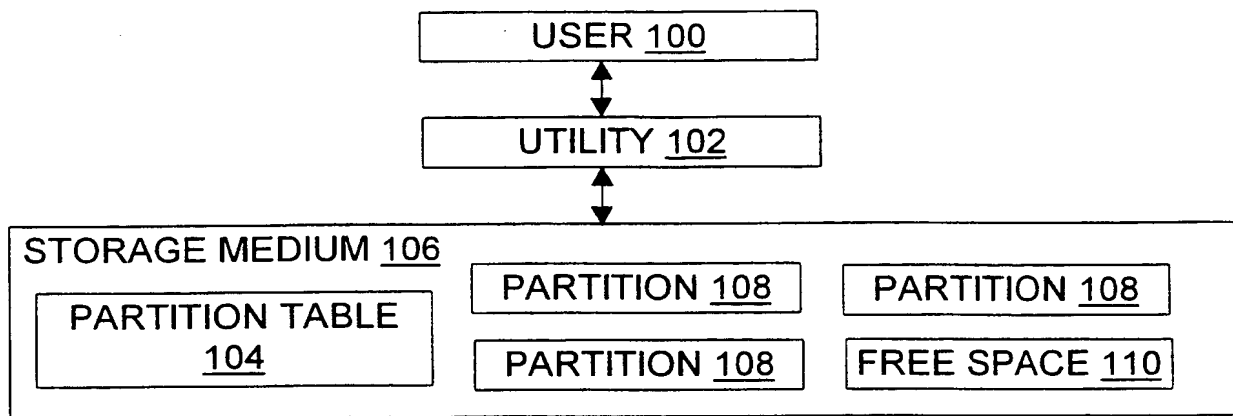 USER 100
UTILITY 102
STORAGE MEDIUM 106
PARTITION TABLE
104
PARTITION 108
PARTITION 108
PARTITION 108
FREE SPACE 110